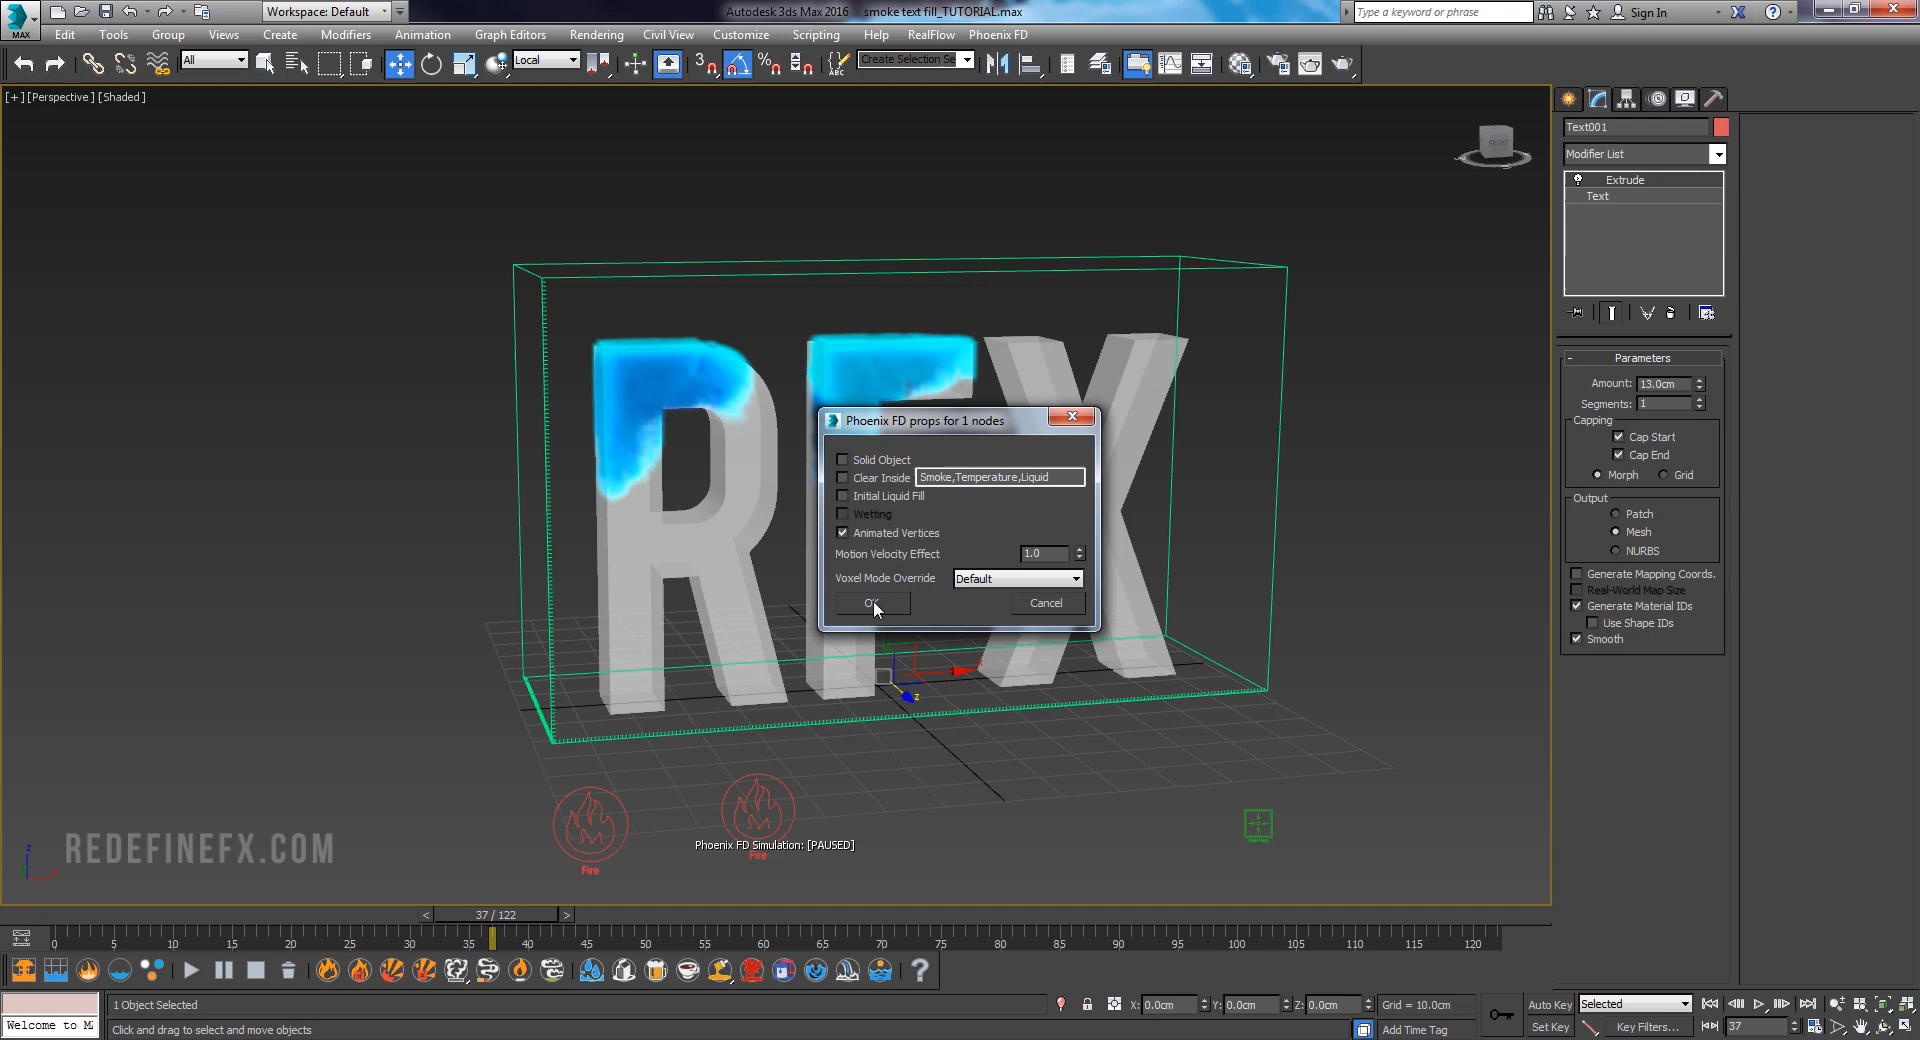 Workspace: Default
Autodesk 3ds Max 2016 smoke text fill_TUTORIAL.max
Type a keyword or phrase
Sign In
MAX
Edit Tools Group Views Create Modifiers Animation Graph Editors Rendering Civil View Customize Scripting Help RealFlow Phoenix FD
All
Local
3
%
ABC
Create Selection Se
[+] [Perspective] [Shaded]
FRONT
Text001
Modifier List
Extrude
Text
Parameters
Amount: 13.0cm
Segments: 1
Capping
Cap Start
Cap End
Morph Grid
Output
Patch
Mesh
NURBS
Generate Mapping Coords.
Real-World Map Size
Generate Material IDs
Use Shape IDs
Smooth
RFX
Phoenix FD props for 1 nodes
Solid Object
Clear Inside Smoke,Temperature,Liquid
Initial Liquid Fill
Wetting
Animated Vertices
Motion Velocity Effect 1.0
Voxel Mode Override Default
OK Cancel
x
z
REDEFINEFX.COM
z
Phoenix FD Simulation: [PAUSED]
Fire
Fire
< 37 / 122 >
0 5 10 15 20 25 30 35 40 45 50 55 60 65 70 75 80 85 90 95 100 105 110 115 120
?
Welcome to M
1 Object Selected
Click and drag to select and move objects
X: 0.0cm Y: 0.0cm Z: 0.0cm
Grid = 10.0cm
Add Time Tag
Auto Key Selected
Set Key Key Filters...
37